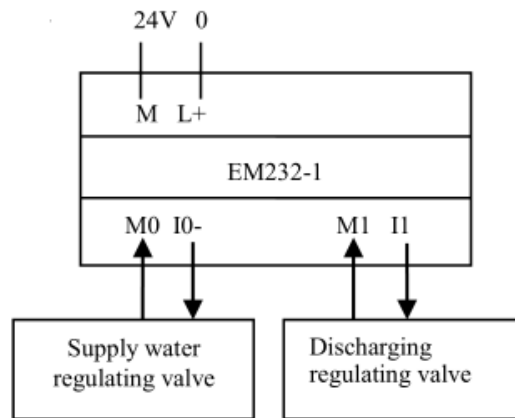 24V 0
M L+
EM232-1
M0 I0- M1 I1
Supply water
regulating valve
Discharging
regulating valve